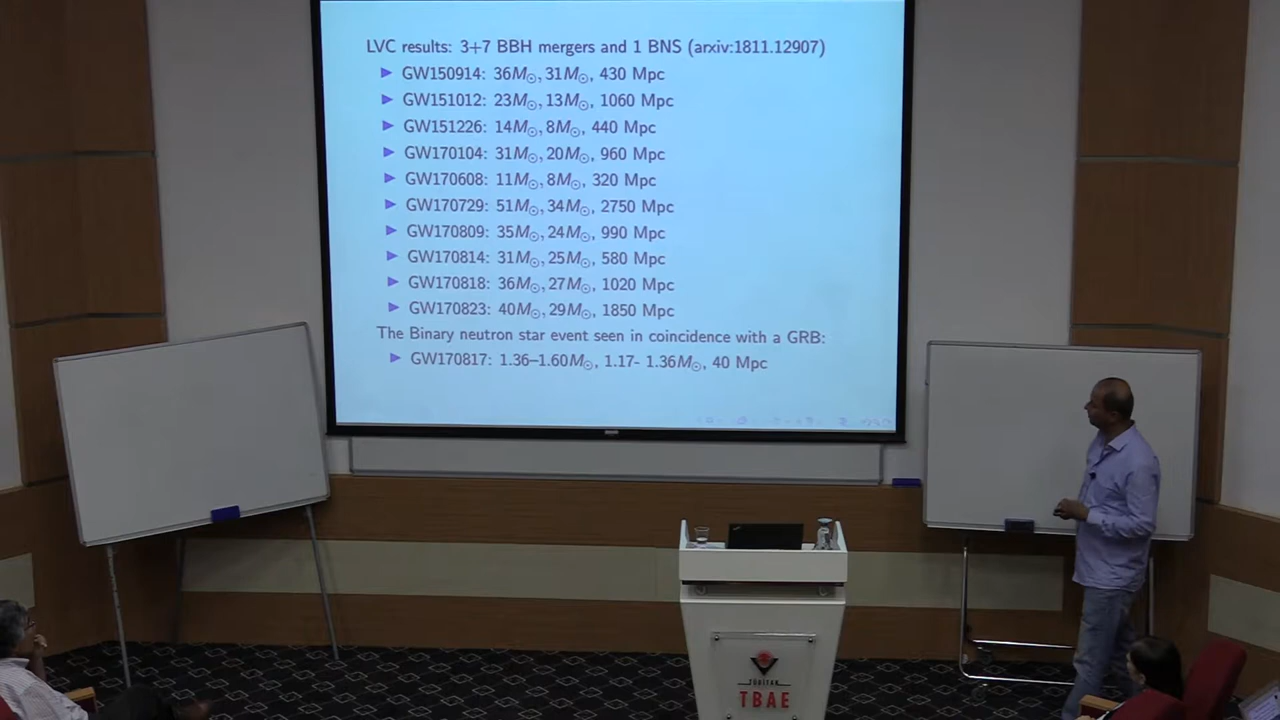 LVC results: 3+7 BBH mergers and 1 BNS (arxiv:1811.12907)
▶ GW150914: 36M☉, 31M☉, 430 Mpc
▶ GW151012: 23M☉, 13M☉, 1060 Mpc
▶ GW151226: 14M☉, 8M☉, 440 Mpc
▶ GW170104: 31M☉, 20M☉, 960 Mpc
▶ GW170608: 11M☉, 8M☉, 320 Mpc
▶ GW170729: 51M☉, 34M☉, 2750 Mpc
▶ GW170809: 35M☉, 24M☉, 990 Mpc
▶ GW170814: 31M☉, 25M☉, 580 Mpc
▶ GW170818: 36M☉, 27M☉, 1020 Mpc
▶ GW170823: 40M☉, 29M☉, 1850 Mpc
The Binary neutron star event seen in coincidence with a GRB:
▶ GW170817: 1.36–1.60M☉, 1.17- 1.36M☉, 40 Mpc
TÜBİTAK
TBAE